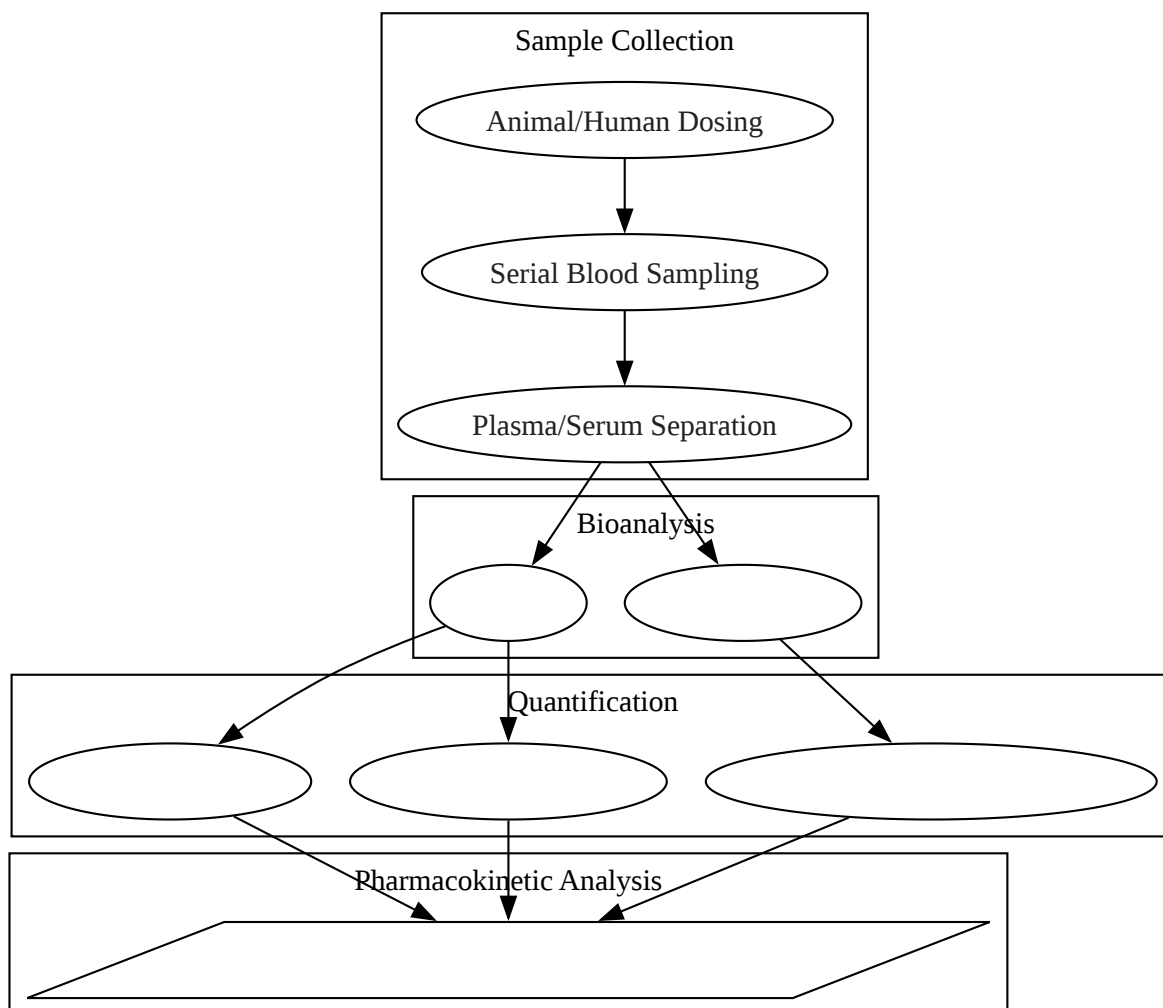 Sample Collection
Animal/Human Dosing
Serial Blood Sampling
Plasma/Serum Separation
Bioanalysis
Quantification
Pharmacokinetic Analysis